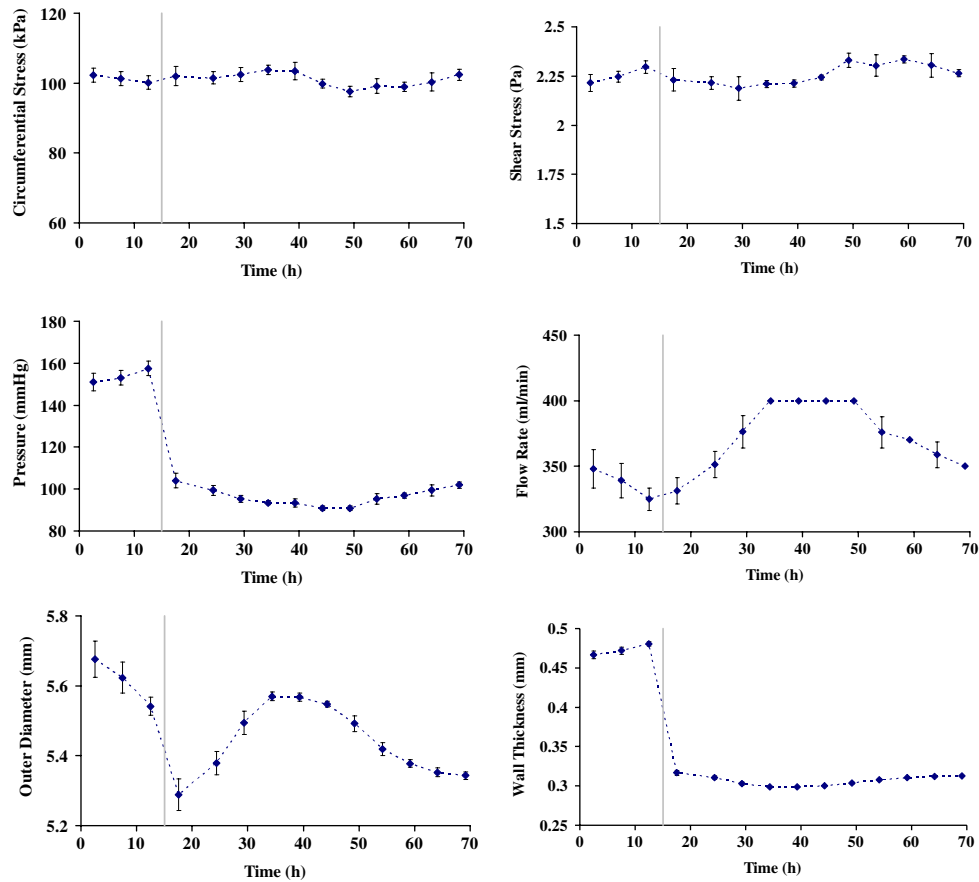 Circumferential Stress (kPa)
120
100
80
60
0 10 20 30 40 50 60 70
Time (h)
Shear Stress (Pa)
2.5
2.25
2
1.75
1.5
0 10 20 30 40 50 60 70
Time (h)
Pressure (mmHg)
180
160
140
120
100
80
0 10 20 30 40 50 60 70
Time (h)
Flow Rate (ml/min)
450
400
350
300
0 10 20 30 40 50 60 70
Time (h)
Outer Diameter (mm)
5.8
5.6
5.4
5.2
0 10 20 30 40 50 60 70
Time (h)
Wall Thickness (mm)
0.5
0.45
0.4
0.35
0.3
0.25
0 10 20 30 40 50 60 70
Time (h)